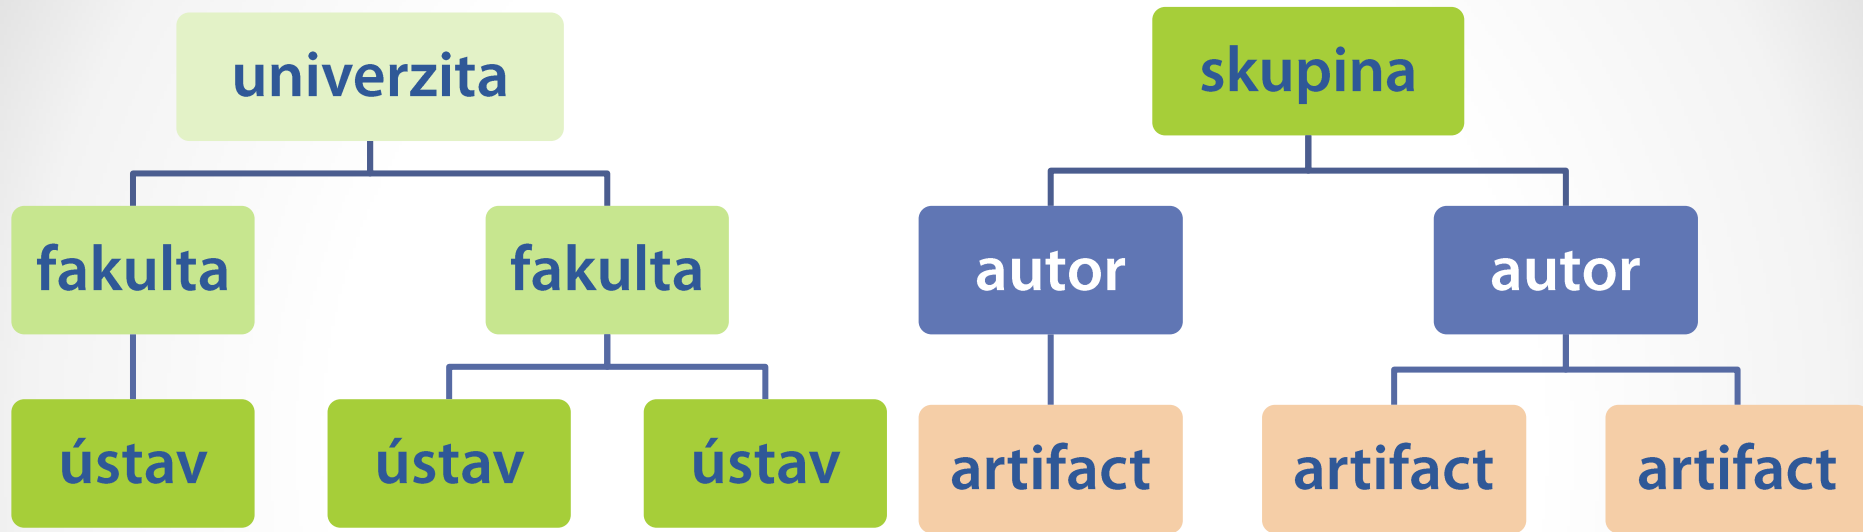 univerzita
fakulta
fakulta
ústav
ústav
ústav
skupina
autor
autor
artifact
artifact
artifact